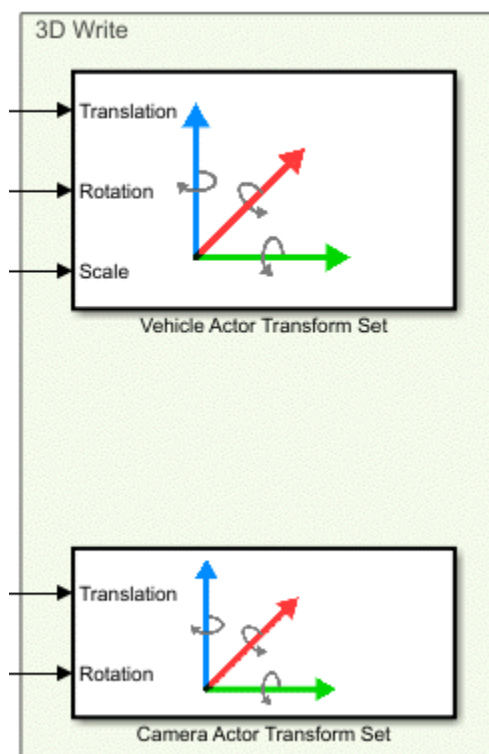 3D Write
Translation
Rotation
Scale
Vehicle Actor Transform Set
Translation
Rotation
Camera Actor Transform Set